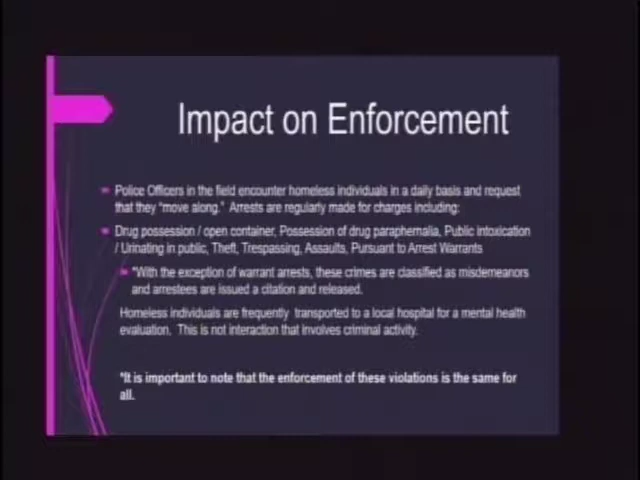 Impact on Enforcement
Police Officers in the field encounter homeless individuals in a daily basis and request
that they "move along." Arrests are regularly made for charges including:
Drug possession / open container, Possession of drug paraphernalia, Public intoxication
/ Urinating in public, Theft, Trespassing, Assaults, Pursuant to Arrest Warrants
*With the exception of warrant arrests, these crimes are classified as misdemeanors
and arrestees are issued a citation and released.
Homeless individuals are frequently transported to a local hospital for a mental health
evaluation. This is not interaction that involves criminal activity.
*It is important to note that the enforcement of these violations is the same for
all.